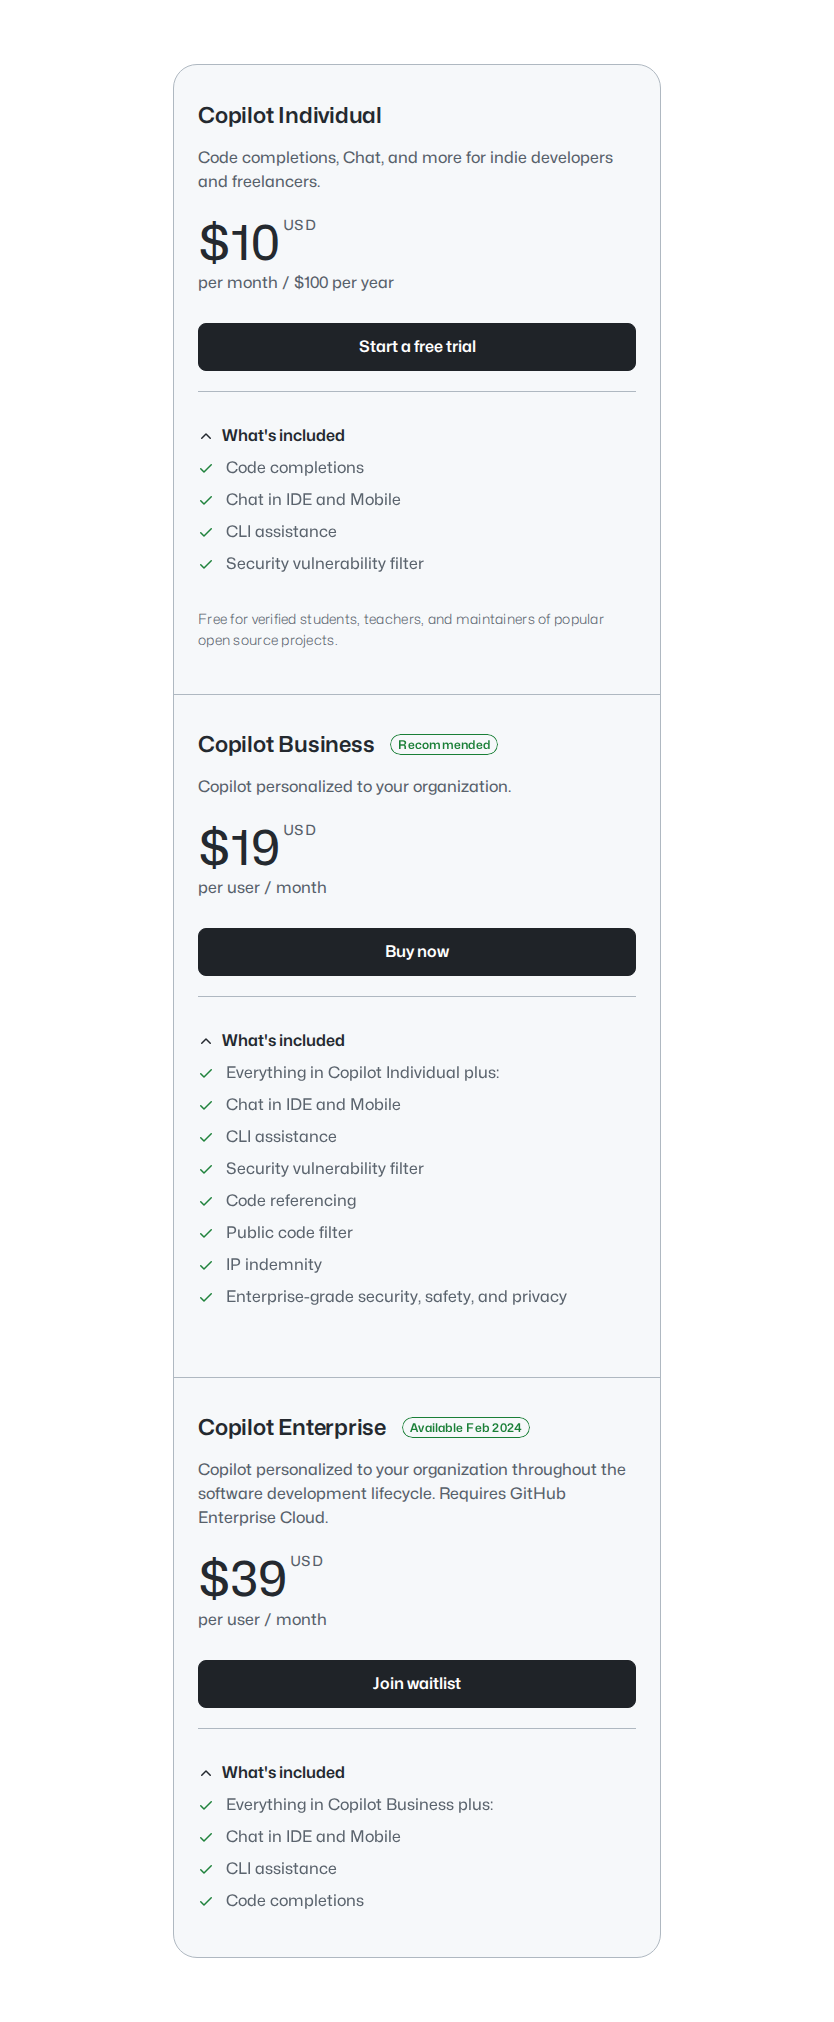 Copilot Individual
Code completions, Chat, and more for indie developers
and freelancers.
$10 USD
per month / $100 per year
Start a free trial
What's included
Code completions
Chat in IDE and Mobile
CLI assistance
Security vulnerability filter
Free for verified students, teachers, and maintainers of popular
open source projects.
Copilot Business Recommended
Copilot personalized to your organization.
$19 USD
per user / month
Buy now
What's included
Everything in Copilot Individual plus:
Chat in IDE and Mobile
CLI assistance
Security vulnerability filter
Code referencing
Public code filter
IP indemnity
Enterprise-grade security, safety, and privacy
Copilot Enterprise Available Feb 2024
Copilot personalized to your organization throughout the
software development lifecycle. Requires GitHub
Enterprise Cloud.
$39 USD
per user / month
Join waitlist
What's included
Everything in Copilot Business plus:
Chat in IDE and Mobile
CLI assistance
Code completions